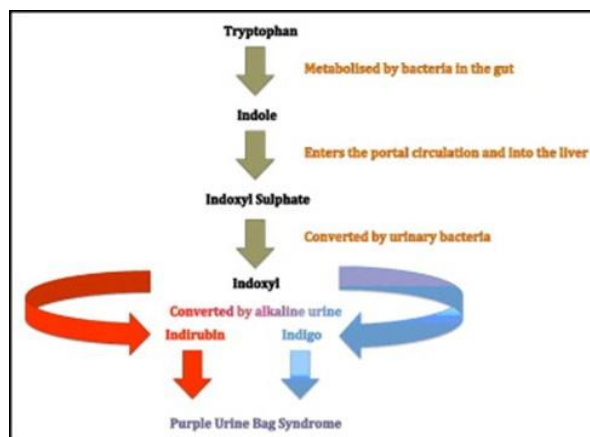 Tryptophan
Metabolised by bacteria in the gut
Indole
Enters the portal circulation and into the liver
Indoxyl Sulphate
Converted by urinary bacteria
Indoxyl
Converted by alkaline urine
Indirubin Indigo
Purple Urine Bag Syndrome